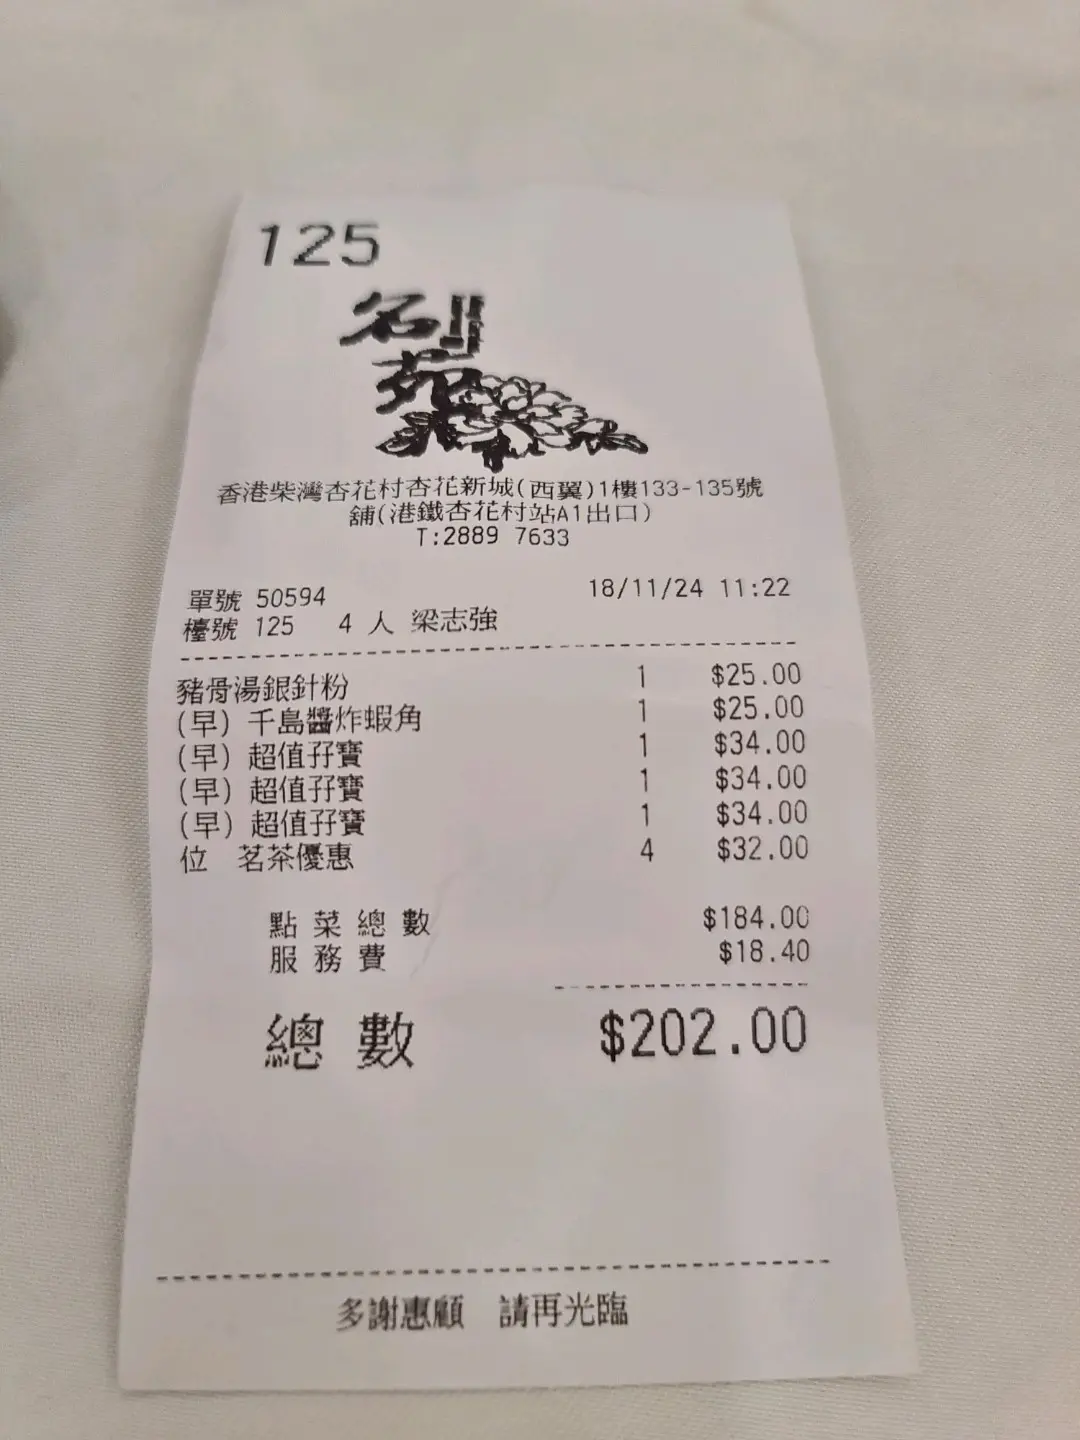 125
名都
苑
香港柴灣杏花村杏花新城(西翼)1樓133-135號
舖(港鐵杏花村站A1出口)
T:2889 7633
單號 50594 18/11/24 11:22
檯號 125 4 人 梁志強
豬骨湯銀針粉 1 $25.00
(早) 千島醬炸蝦角 1 $25.00
(早) 超值孖寶 1 $34.00
(早) 超值孖寶 1 $34.00
(早) 超值孖寶 1 $34.00
位 茗茶優惠 4 $32.00
點菜總數 $184.00
服務費 $18.40
總數 $202.00
多謝惠顧 請再光臨